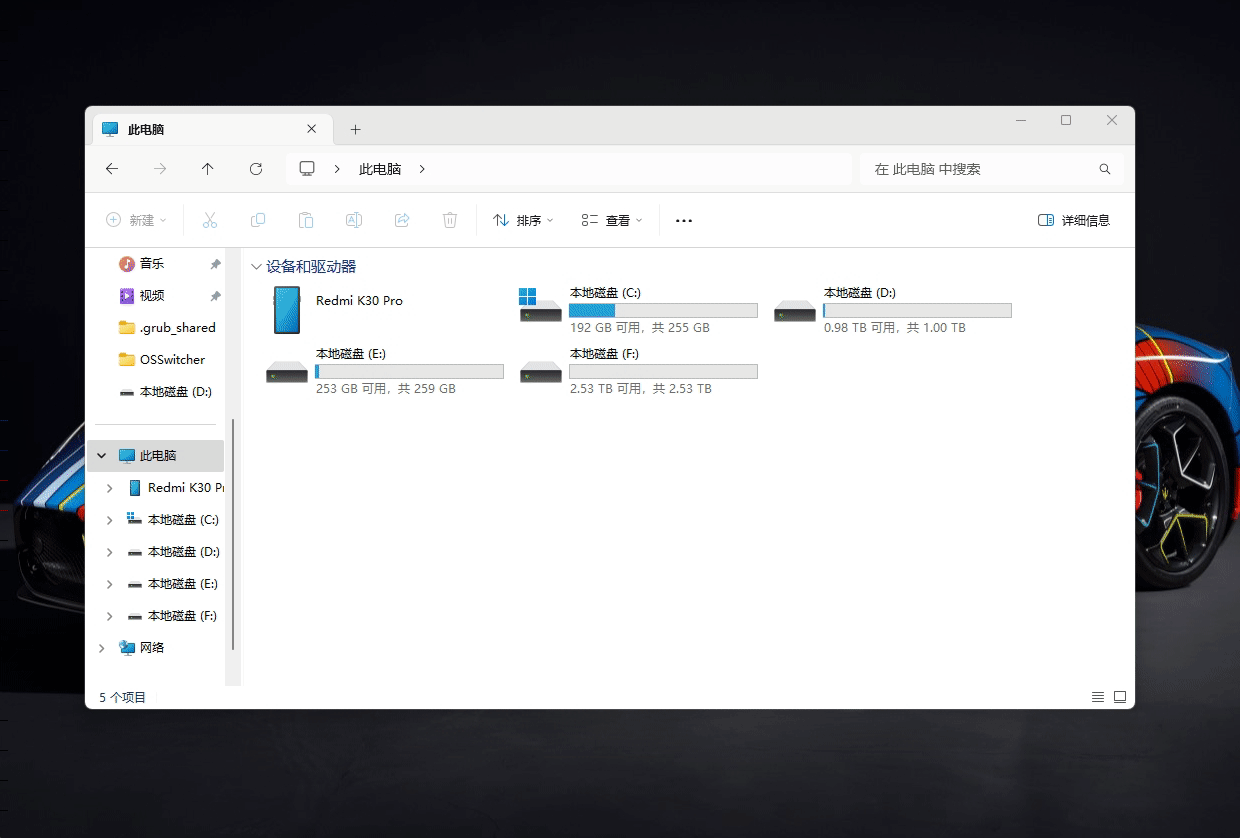 此电脑
此电脑
在 此电脑 中搜索
新建
排序
查看
详细信息
音乐
视频
.grub_shared
OSSwitcher
本地磁盘 (D:)
此电脑
Redmi K30 Pr
本地磁盘 (C:)
本地磁盘 (D:)
本地磁盘 (E:)
本地磁盘 (F:)
网络
设备和驱动器
Redmi K30 Pro
本地磁盘 (C:)
192 GB 可用，共 255 GB
本地磁盘 (D:)
0.98 TB 可用，共 1.00 TB
本地磁盘 (E:)
253 GB 可用，共 259 GB
本地磁盘 (F:)
2.53 TB 可用，共 2.53 TB
5 个项目